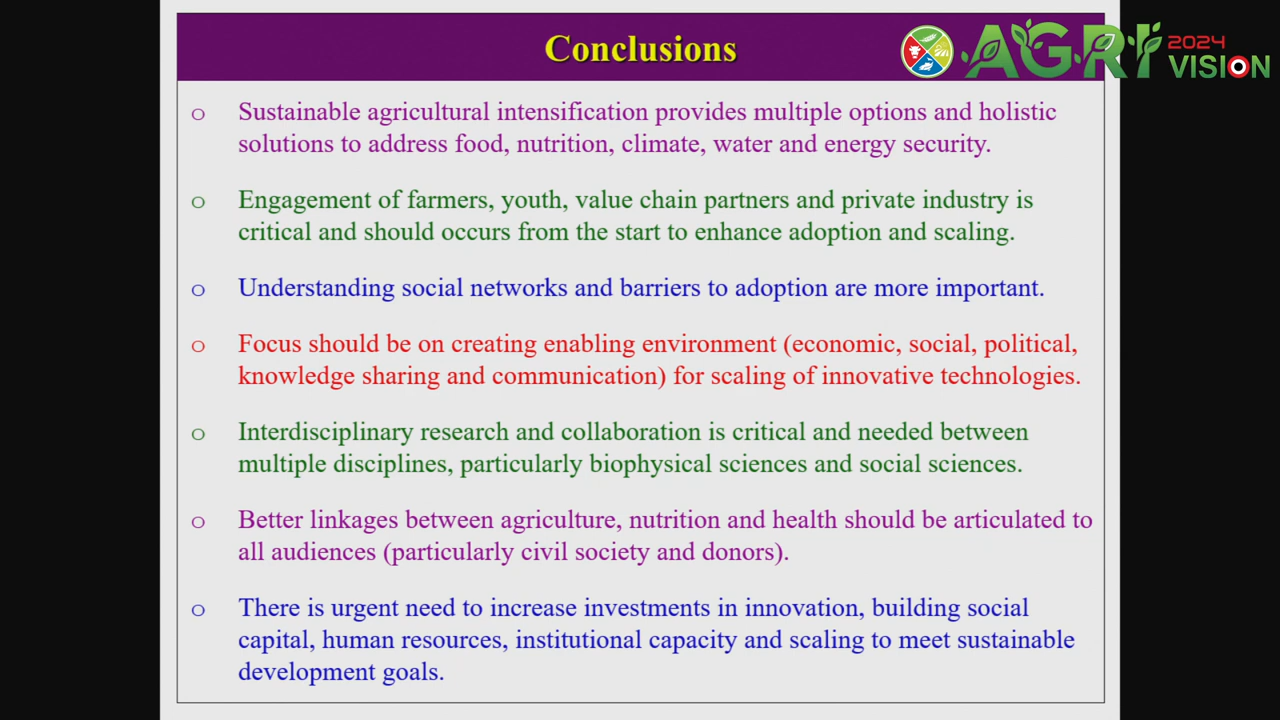 Conclusions
AGRI 2024 VISION
o Sustainable agricultural intensification provides multiple options and holistic
solutions to address food, nutrition, climate, water and energy security.
o Engagement of farmers, youth, value chain partners and private industry is
critical and should occurs from the start to enhance adoption and scaling.
o Understanding social networks and barriers to adoption are more important.
o Focus should be on creating enabling environment (economic, social, political,
knowledge sharing and communication) for scaling of innovative technologies.
o Interdisciplinary research and collaboration is critical and needed between
multiple disciplines, particularly biophysical sciences and social sciences.
o Better linkages between agriculture, nutrition and health should be articulated to
all audiences (particularly civil society and donors).
o There is urgent need to increase investments in innovation, building social
capital, human resources, institutional capacity and scaling to meet sustainable
development goals.